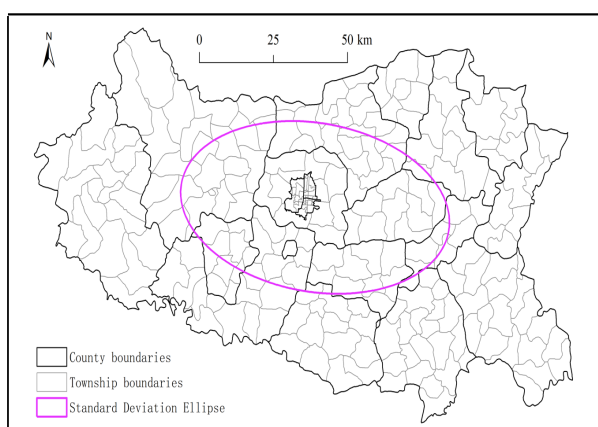 N
0 25 50 km
County boundaries
Township boundaries
Standard Deviation Ellipse